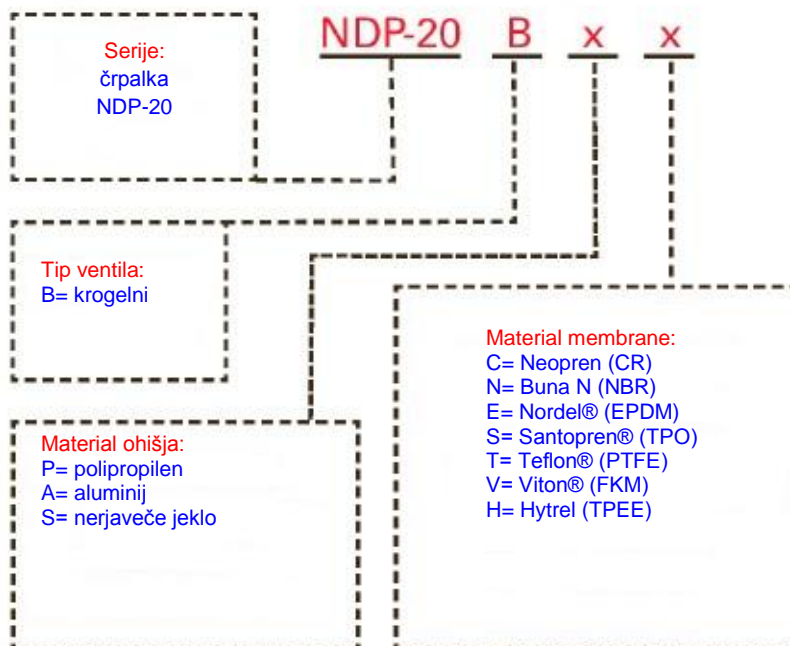 NDP-20 B x x
Serije:
črpalka
NDP-20
Tip ventila:
B= krogelni
Material ohišja:
P= polipropilen
A= aluminij
S= nerjaveče jeklo
Material membrane:
C= Neopren (CR)
N= Buna N (NBR)
E= Nordel® (EPDM)
S= Santopren® (TPO)
T= Teflon® (PTFE)
V= Viton® (FKM)
H= Hytrel (TPEE)